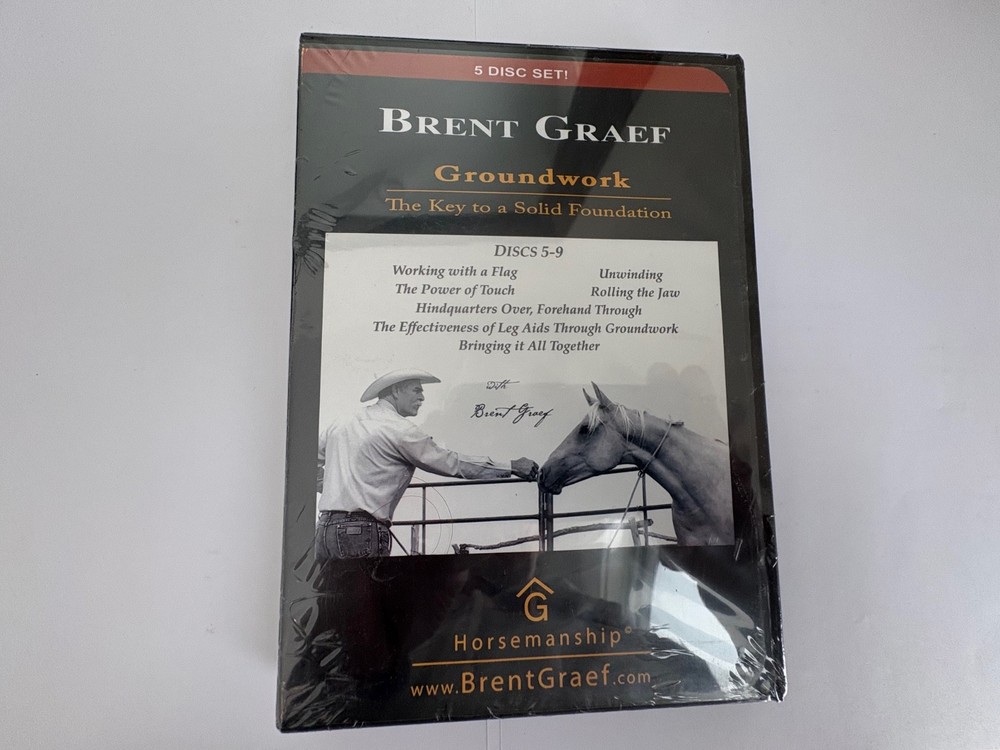 5 DISC SET!
BRENT GRAEF
Groundwork
The Key to a Solid Foundation
DISCS 5-9
Working with a Flag Unwinding
The Power of Touch Rolling the Jaw
Hindquarters Over, Forehand Through
The Effectiveness of Leg Aids Through Groundwork
Bringing it All Together
with
Brent Graef
G
Horsemanship©
www.BrentGraef.com